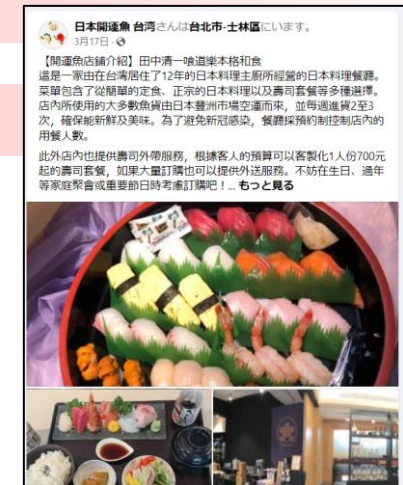 日本開運魚 台湾さんは台北市-士林區にいます。
3月17日・
【開運魚店鋪介紹】田中清一喰道樂本格和食
這是一家由在台灣居住了12年的日本料理主廚所經營的日本料理餐廳。
菜單包含了從簡單的定食、正宗的日本料理以及壽司套餐等多種選擇。
店內所使用的大多數魚貨由日本豐洲市場空運而來，並每週進貨2至3
次，確保能新鮮及美味。為了避免新冠感染，餐廳採預約制控制店內的
用餐人數。
此外店內也提供壽司外帶服務，根據客人的預算可以客製化1人份700元
起的壽司套餐，如果大量訂購也可以提供外送服務。不妨在生日、過年
等家庭聚會或重要節日時考慮訂購吧！... もっと見る